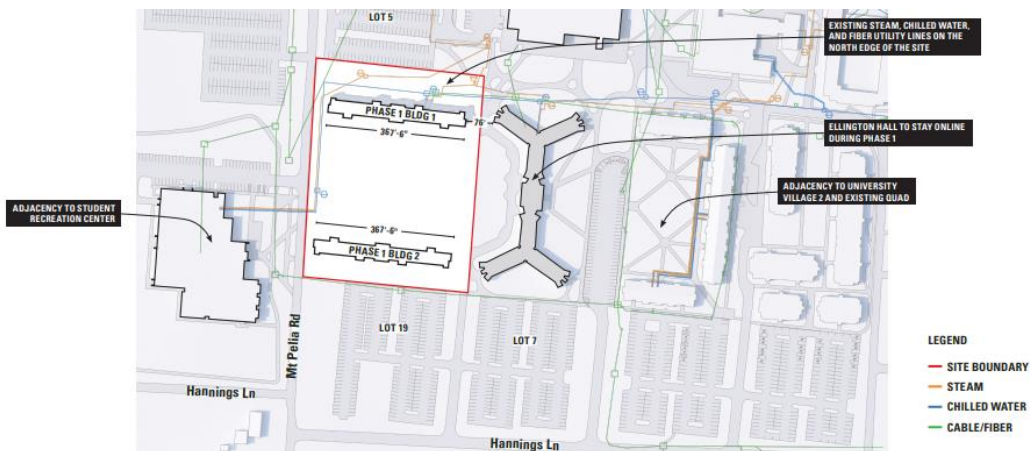 LOT 5
EXISTING STEAM, CHILLED WATER,
AND FIBER UTILITY LINES ON THE
NORTH EDGE OF THE SITE
PHASE 1 BLDG 1
76'
367'-6"
ELLINGTON HALL TO STAY ONLINE
DURING PHASE 1
ADJACENCY TO UNIVERSITY
VILLAGE 2 AND EXISTING QUAD
ADJACENCY TO STUDENT
RECREATION CENTER
367'-6"
PHASE 1 BLDG 2
Mt Pelia Rd
LOT 19
LOT 7
Hannings Ln
Hannings Ln
LEGEND
SITE BOUNDARY
STEAM
CHILLED WATER
CABLE/FIBER